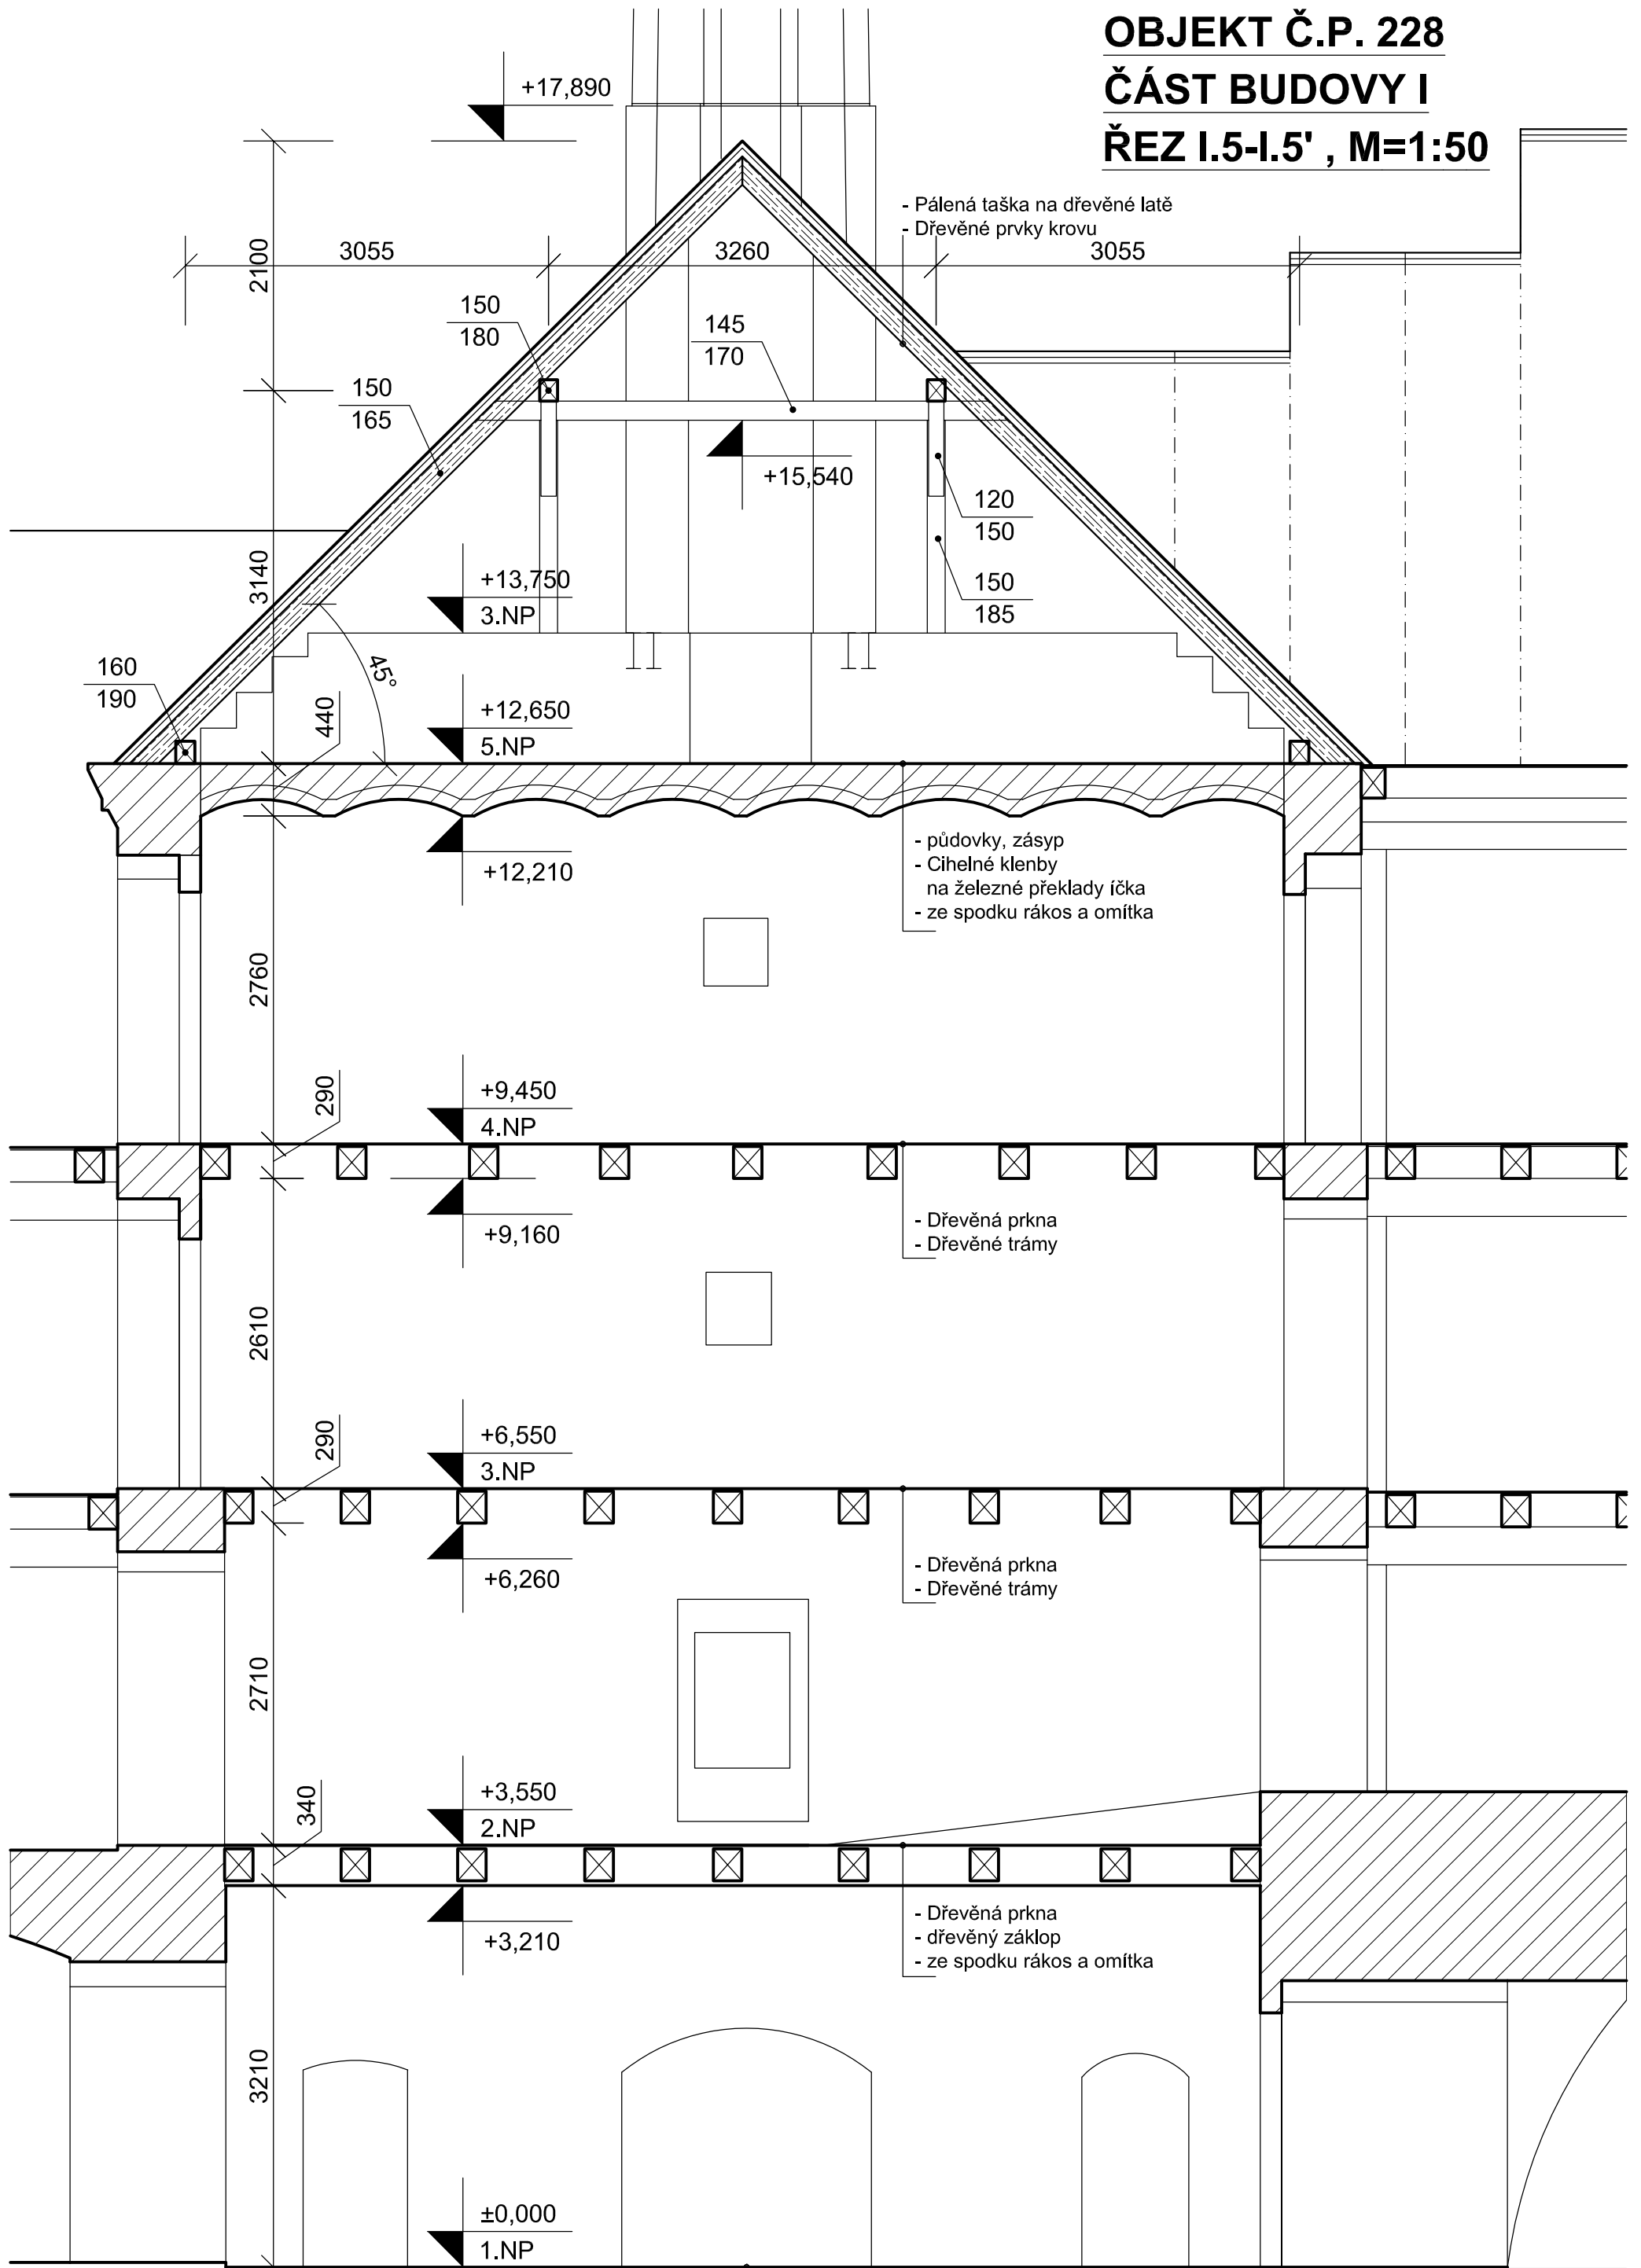 OBJEKT Č.P. 228
ČÁST BUDOVY I
ŘEZ I.5-I.5' , M=1:50
+17,890
- Pálená taška na dřevěné latě
- Dřevěné prvky krovu
3055
3260
3055
2100
150
180
145
170
150
165
+15,540
120
150
3140
+13,750
3.NP
150
185
45°
160
190
440
+12,650
5.NP
+12,210
- půdovky, zásyp
- Cihelné klenby
na železné překlady íčka
- ze spodku rákos a omítka
2760
290
+9,450
4.NP
+9,160
- Dřevěná prkna
- Dřevěné trámy
2610
290
+6,550
3.NP
+6,260
- Dřevěná prkna
- Dřevěné trámy
2710
340
+3,550
2.NP
+3,210
- Dřevěná prkna
- dřevěný záklop
- ze spodku rákos a omítka
3210
±0,000
1.NP